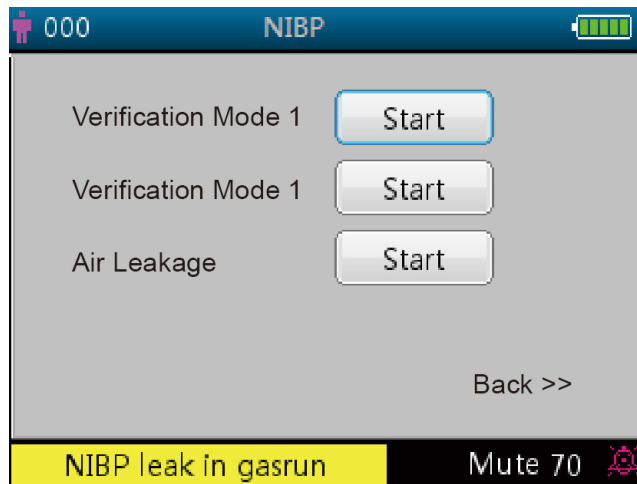 000 NIBP
Verification Mode 1 Start
Verification Mode 1 Start
Air Leakage Start
Back >>
NIBP leak in gasrun Mute 70